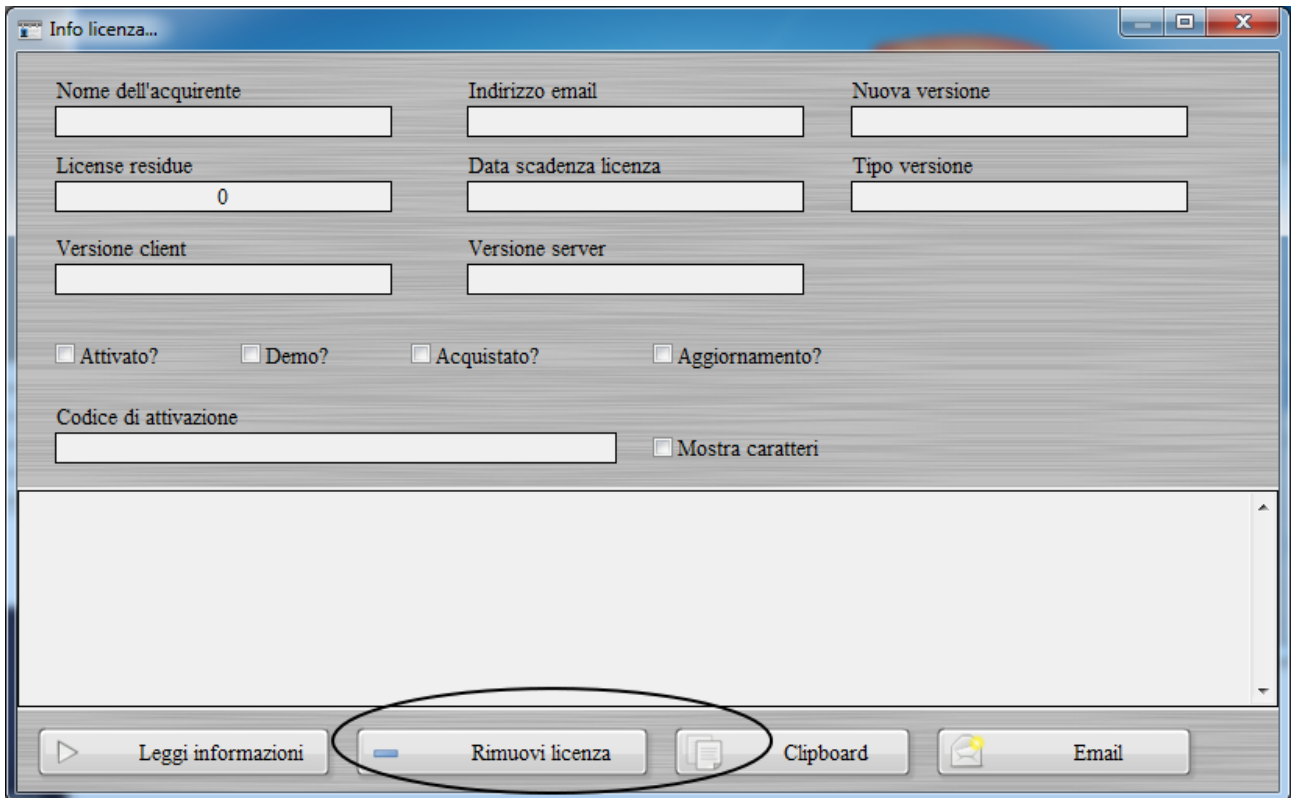 Info licenza...
Nome dell'acquirente Indirizzo email Nuova versione
License residue Data scadenza licenza Tipo versione
0
Versione client Versione server
Attivato? Demo? Acquistato? Aggiornamento?
Codice di attivazione
Mostra caratteri
Leggi informazioni Rimuovi licenza Clipboard Email